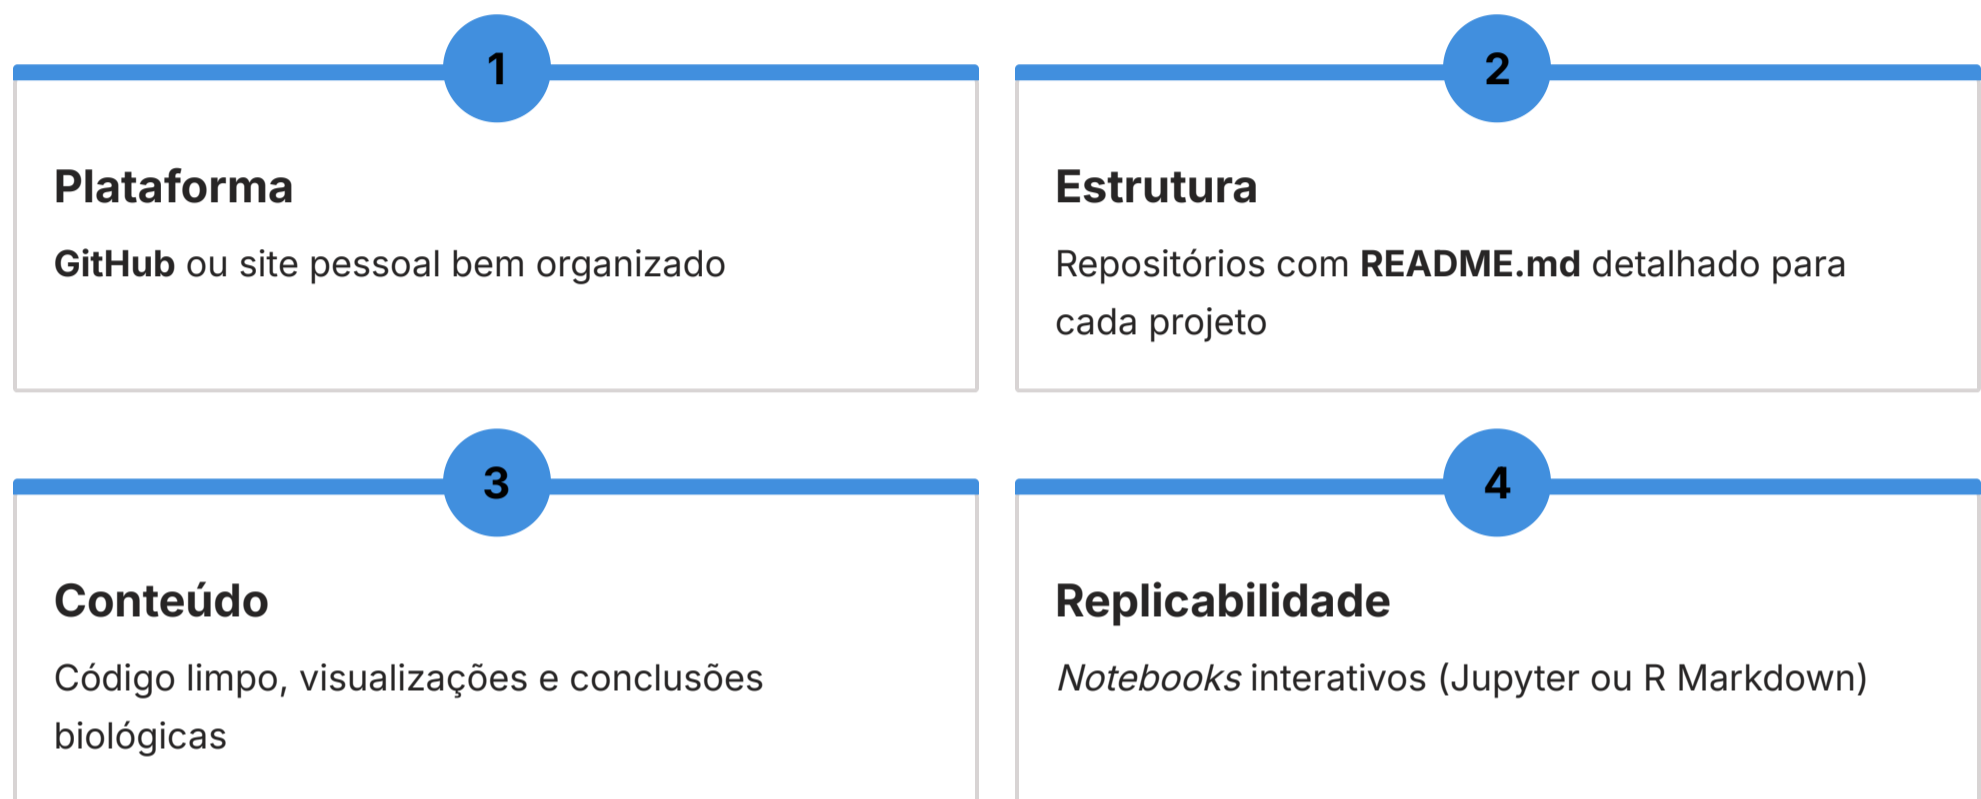 1
Plataforma
GitHub ou site pessoal bem organizado
2
Estrutura
Repositórios com README.md detalhado para
cada projeto
3
Conteúdo
Código limpo, visualizações e conclusões
biológicas
4
Replicabilidade
Notebooks interativos (Jupyter ou R Markdown)